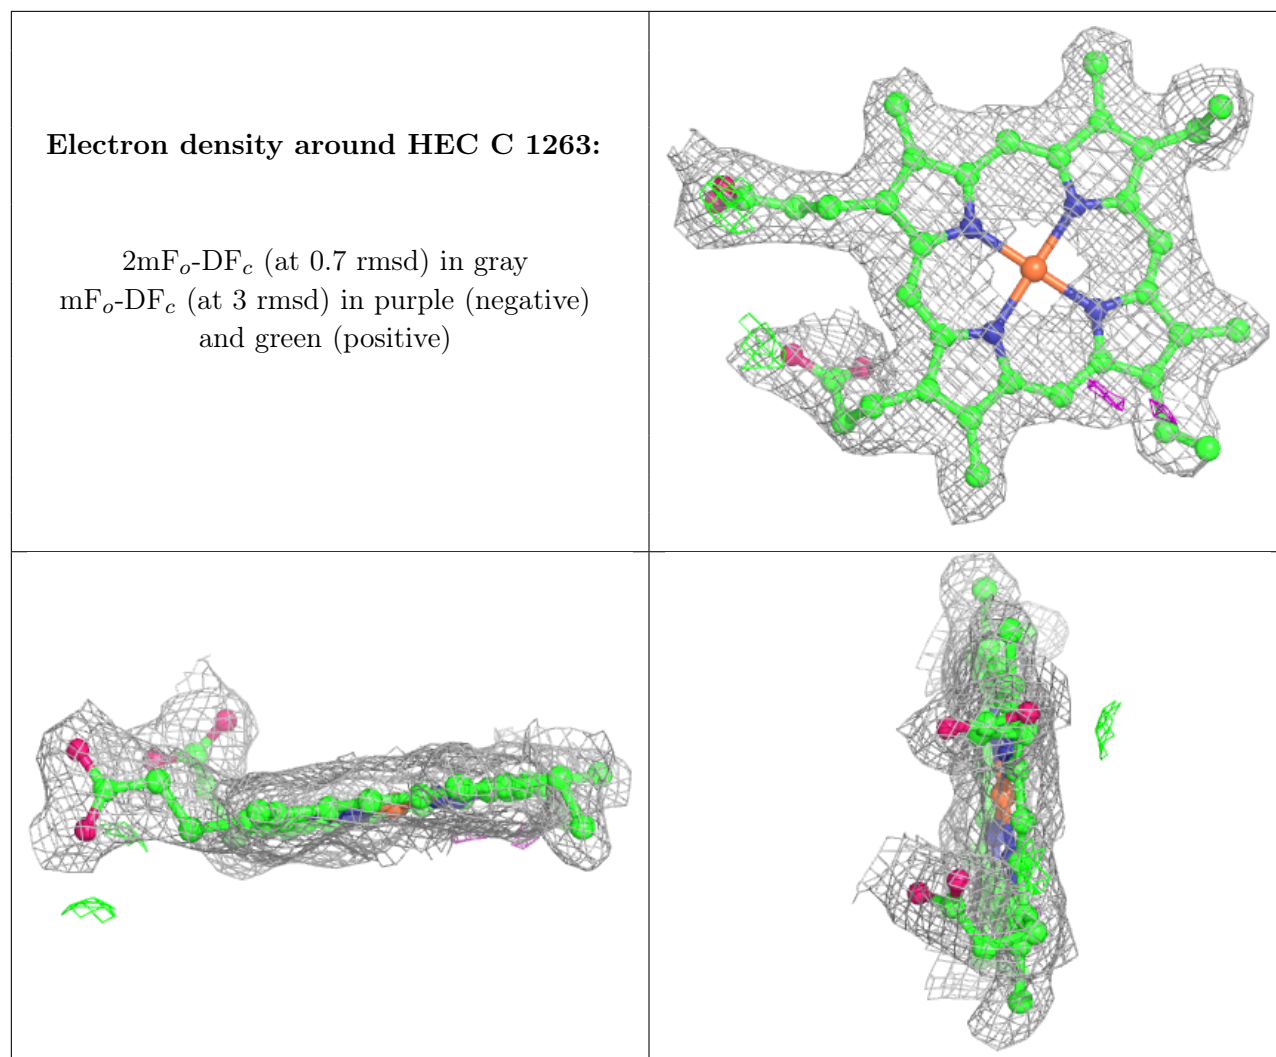 Electron density around HEC C 1263:
2mFo-DFc (at 0.7 rmsd) in gray
mFo-DFc (at 3 rmsd) in purple (negative)
and green (positive)